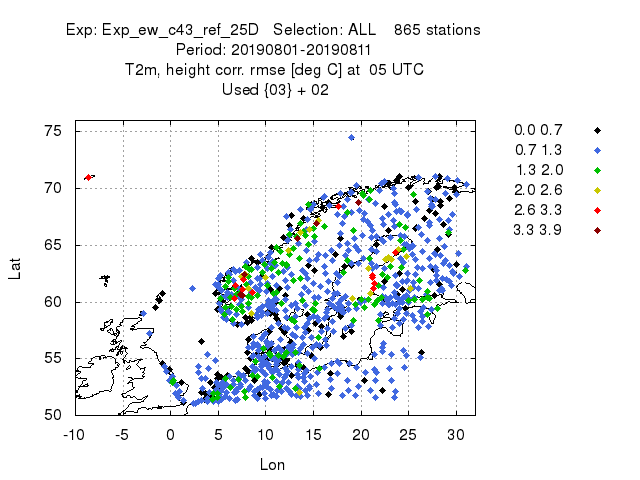 Exp: Exp_ew_c43_ref_25D   Selection: ALL    865 stations
Period: 20190801-20190811
T2m, height corr. rmse [deg C] at  05 UTC
Used {03} + 02
0.0 0.7
0.7 1.3
1.3 2.0
2.0 2.6
2.6 3.3
3.3 3.9
75
70
65
60
55
50
Lat
-10 -5 0 5 10 15 20 25 30
Lon